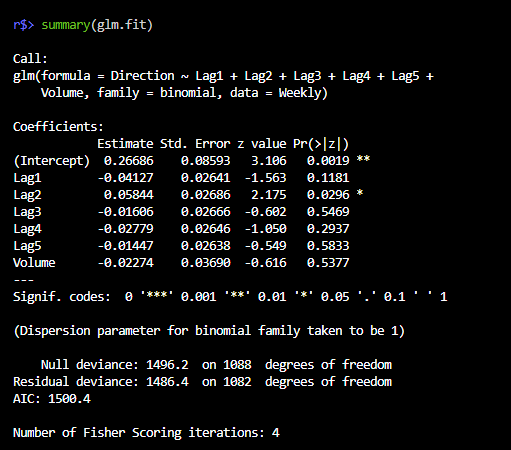 r$> summary(glm.fit)

Call:
glm(formula = Direction ~ Lag1 + Lag2 + Lag3 + Lag4 + Lag5 +
    Volume, family = binomial, data = Weekly)

Coefficients:
            Estimate Std. Error z value Pr(>|z|)
(Intercept)  0.26686    0.08593   3.106   0.0019 **
Lag1        -0.04127    0.02641  -1.563   0.1181
Lag2         0.05844    0.02686   2.175   0.0296 *
Lag3        -0.01606    0.02666  -0.602   0.5469
Lag4        -0.02779    0.02646  -1.050   0.2937
Lag5        -0.01447    0.02638  -0.549   0.5833
Volume      -0.02274    0.03690  -0.616   0.5377
---
Signif. codes:  0 '***' 0.001 '**' 0.01 '*' 0.05 '.' 0.1 ' ' 1

(Dispersion parameter for binomial family taken to be 1)

    Null deviance: 1496.2  on 1088  degrees of freedom
Residual deviance: 1486.4  on 1082  degrees of freedom
AIC: 1500.4

Number of Fisher Scoring iterations: 4